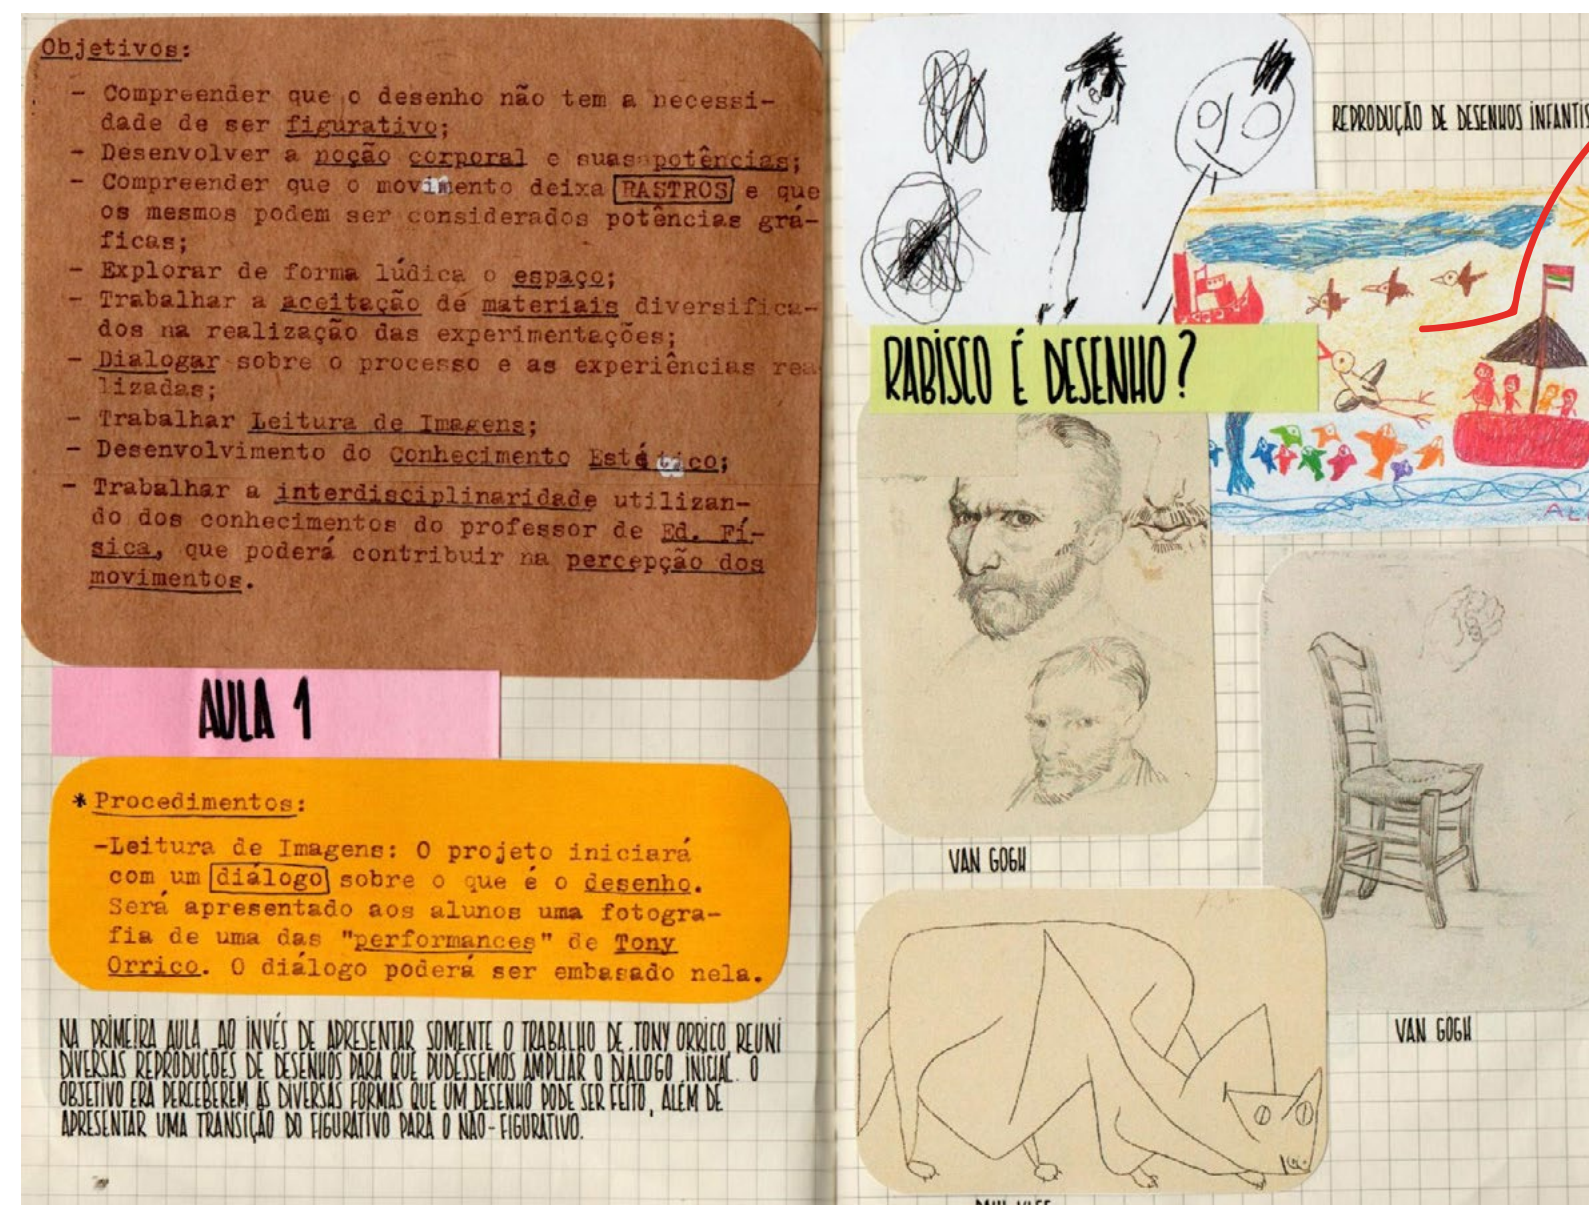 Objetivos:
- Compreender que o desenho não tem a necessi-
dade de ser figurativo;
- Desenvolver a noção corporal e suas potências;
- Compreender que o movimento deixa RASTROS e que
os mesmos podem ser considerados potências grá-
ficas;
- Explorar de forma lúdica o espaço;
- Trabalhar a aceitação de materiais diversifica-
dos na realização das experimentações;
- Dialogar sobre o processo e as experiências rea
lizadas;
- Trabalhar Leitura de Imagens;
- Desenvolvimento do Conhecimento Estético;
- Trabalhar a interdisciplinaridade utilizan-
do dos conhecimentos do professor de Ed. Fí-
sica, que poderá contribuir na percepção dos
movimentos.
AULA 1
* Procedimentos:
-Leitura de Imagens: O projeto iniciará
com um diálogo sobre o que é o desenho.
Será apresentado aos alunos uma fotogra-
fia de uma das "performances" de Tony
Orrico. O diálogo poderá ser embasado nela.
NA PRIMEIRA AULA, AO INVÉS DE APRESENTAR SOMENTE O TRABALHO DE TONY ORRICO, REUNI
DIVERSAS REPRODUÇÕES DE DESENHOS PARA QUE PUDÉSSEMOS AMPLIAR O DIÁLOGO INICIAL. O
OBJETIVO ERA PERCEBEREM AS DIVERSAS FORMAS QUE UM DESENHO PODE SER FEITO, ALÉM DE
APRESENTAR UMA TRANSIÇÃO DO FIGURATIVO PARA O NÃO-FIGURATIVO.
REPRODUÇÃO DE DESENHOS INFANTIS
RABISCO É DESENHO?
AL
VAN GOGH
VAN GOGH